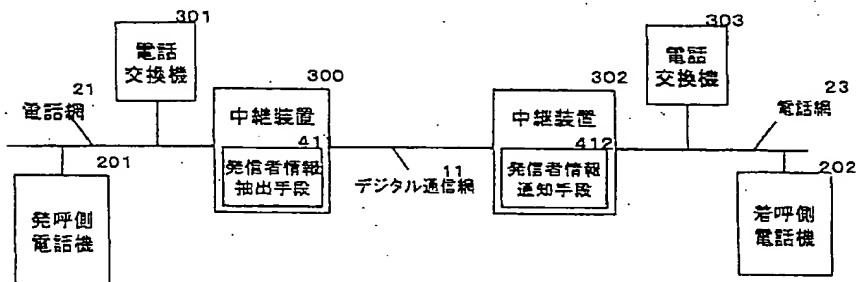 301
電話
交換機
21
電話網
201
発呼側
電話機
300
中継装置
41
発信者情報
抽出手段
11
デジタル通信網
302
中継装置
412
発信者情報
通知手段
303
電話
交換機
23
電話網
202
着呼側
電話機